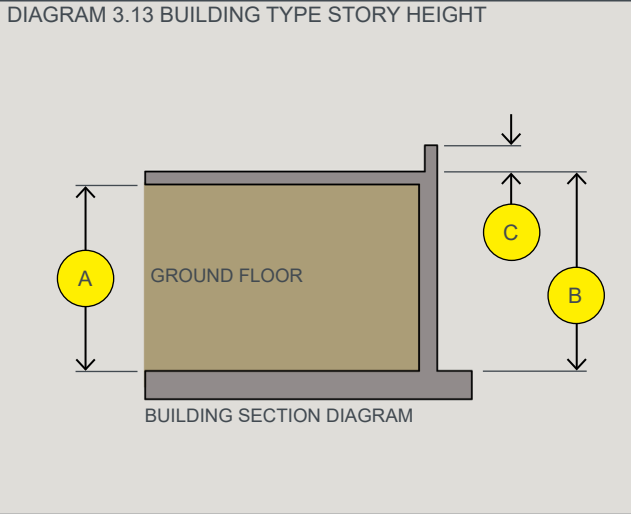 DIAGRAM 3.13 BUILDING TYPE STORY HEIGHT
C
A
GROUND FLOOR
B
BUILDING SECTION DIAGRAM